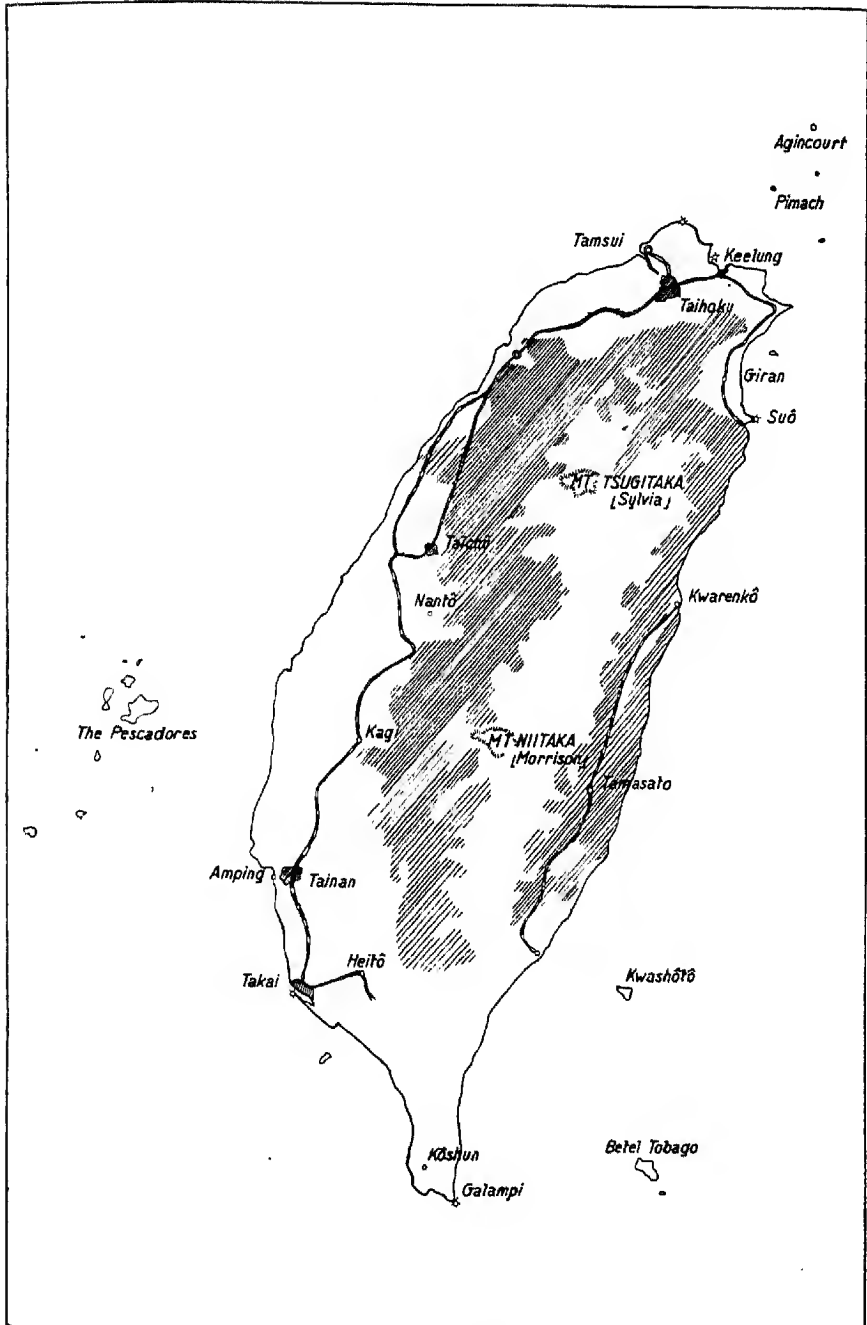 Agincourt
Pimach
Tamsui
Keelung
Taihoku
Giran
Suô
MT. TSUGITAKA
[Sylvia]
Taichû
Nantô
Kwarenkô
The Pescadores
Kagi
MT. NIITAKA
[Morrison]
Tamasato
Amping
Tainan
Heitô
Takai
Kwashôtô
Kôshun
Betel Tobago
Galampi